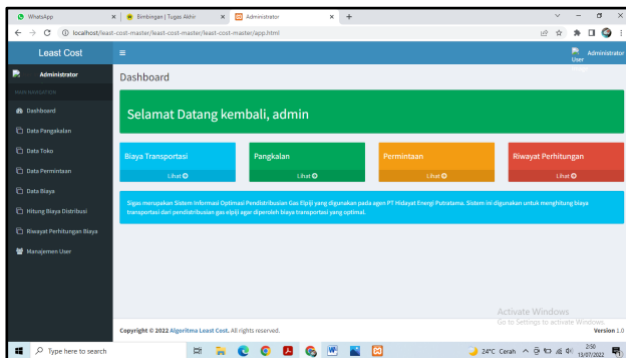 WhatsApp
Bimbingan | Tugas Akhir
Administrator
localhost/least-cost-master/least-cost-master/least-cost-master/app.html
Least Cost
User
Administrator
Administrator
MAIN NAVIGATION
Dashboard
Data Pangkalan
Data Toko
Data Permintaan
Data Biaya
Hitung Biaya Distribusi
Riwayat Perhitungan Biaya
Manajemen User
Dashboard
Selamat Datang kembali, admin
Biaya Transportasi
Lihat
Pangkalan
Lihat
Permintaan
Lihat
Riwayat Perhitungan
Lihat
Sigas merupakan Sistem Informasi Optimasi Pendistribusian Gas Elpiji yang digunakan pada agen PT Hidayat Energi Putratama. Sistem ini digunakan untuk menghitung biaya
transportasi dari pendistribusian gas elpiji agar diperoleh biaya transportasi yang optimal.
Activate Windows
Go to Settings to activate Windows.
Copyright © 2022 Algoritma Least Cost. All rights reserved.
Version 1.0
Type here to search
24°C Cerah
2:50
13/07/2022